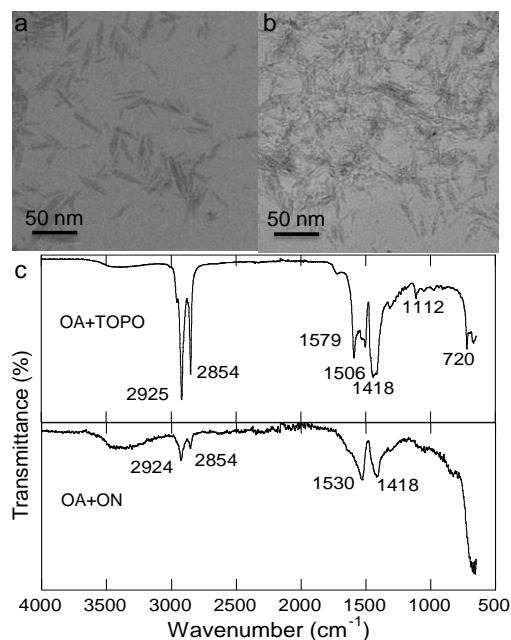 a
b
50 nm
50 nm
c
Transmittance (%)
OA+TOPO
2925
2854
1579
1506
1418
1112
720
OA+ON
2924
2854
1530
1418
4000 3500 3000 2500 2000 1500 1000 500
Wavenumber (cm⁻¹)